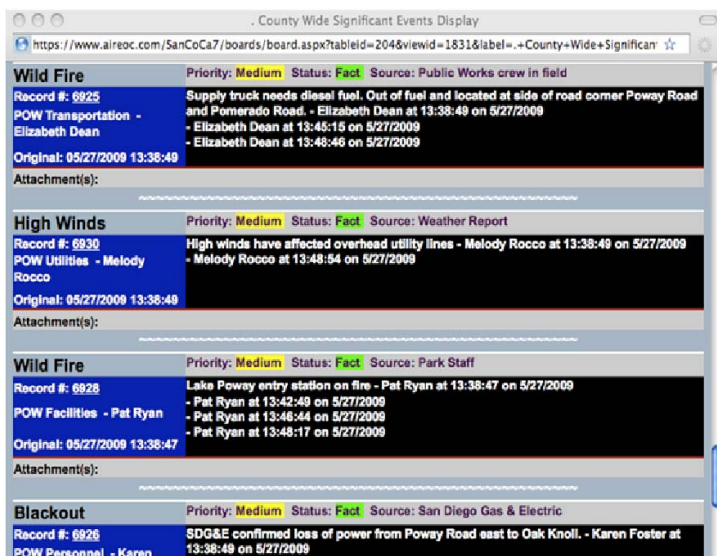 . County Wide Significant Events Display
https://www.aireoc.com/SanCoCa7/boards/board.aspx?tableid=204&viewid=1831&label=.+County+Wide+Significan
Wild Fire
Priority: Medium Status: Fact Source: Public Works crew in field
Record #: 6925
POW Transportation -
Elizabeth Dean
Original: 05/27/2009 13:38:49
Supply truck needs diesel fuel. Out of fuel and located at side of road corner Poway Road
and Pomerado Road. - Elizabeth Dean at 13:38:49 on 5/27/2009
- Elizabeth Dean at 13:45:15 on 5/27/2009
- Elizabeth Dean at 13:48:46 on 5/27/2009
Attachment(s):
High Winds
Priority: Medium Status: Fact Source: Weather Report
Record #: 6930
POW Utilities - Melody
Rocco
Original: 05/27/2009 13:38:49
High winds have affected overhead utility lines - Melody Rocco at 13:38:49 on 5/27/2009
- Melody Rocco at 13:48:54 on 5/27/2009
Attachment(s):
Wild Fire
Priority: Medium Status: Fact Source: Park Staff
Record #: 6928
POW Facilities - Pat Ryan
Original: 05/27/2009 13:38:47
Lake Poway entry station on fire - Pat Ryan at 13:38:47 on 5/27/2009
- Pat Ryan at 13:42:49 on 5/27/2009
- Pat Ryan at 13:46:44 on 5/27/2009
- Pat Ryan at 13:48:17 on 5/27/2009
Attachment(s):
Blackout
Priority: Medium Status: Fact Source: San Diego Gas & Electric
Record #: 6926
POW Personnel - Karen
SDG&E confirmed loss of power from Poway Road east to Oak Knoll. - Karen Foster at
13:38:49 on 5/27/2009